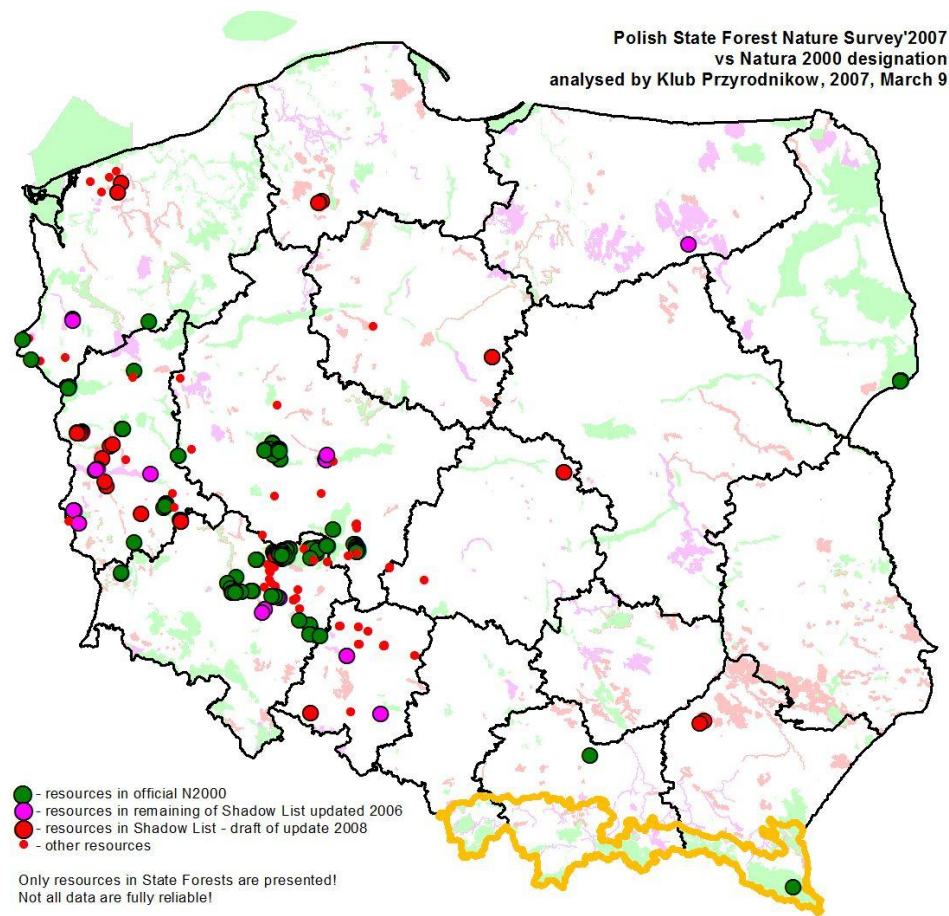 Polish State Forest Nature Survey'2007
vs Natura 2000 designation
analysed by Klub Przyrodnikow, 2007, March 9
- resources in official N2000
- resources in remaining of Shadow List updated 2006
- resources in Shadow List - draft of update 2008
- other resources
Only resources in State Forests are presented!
Not all data are fully reliable!